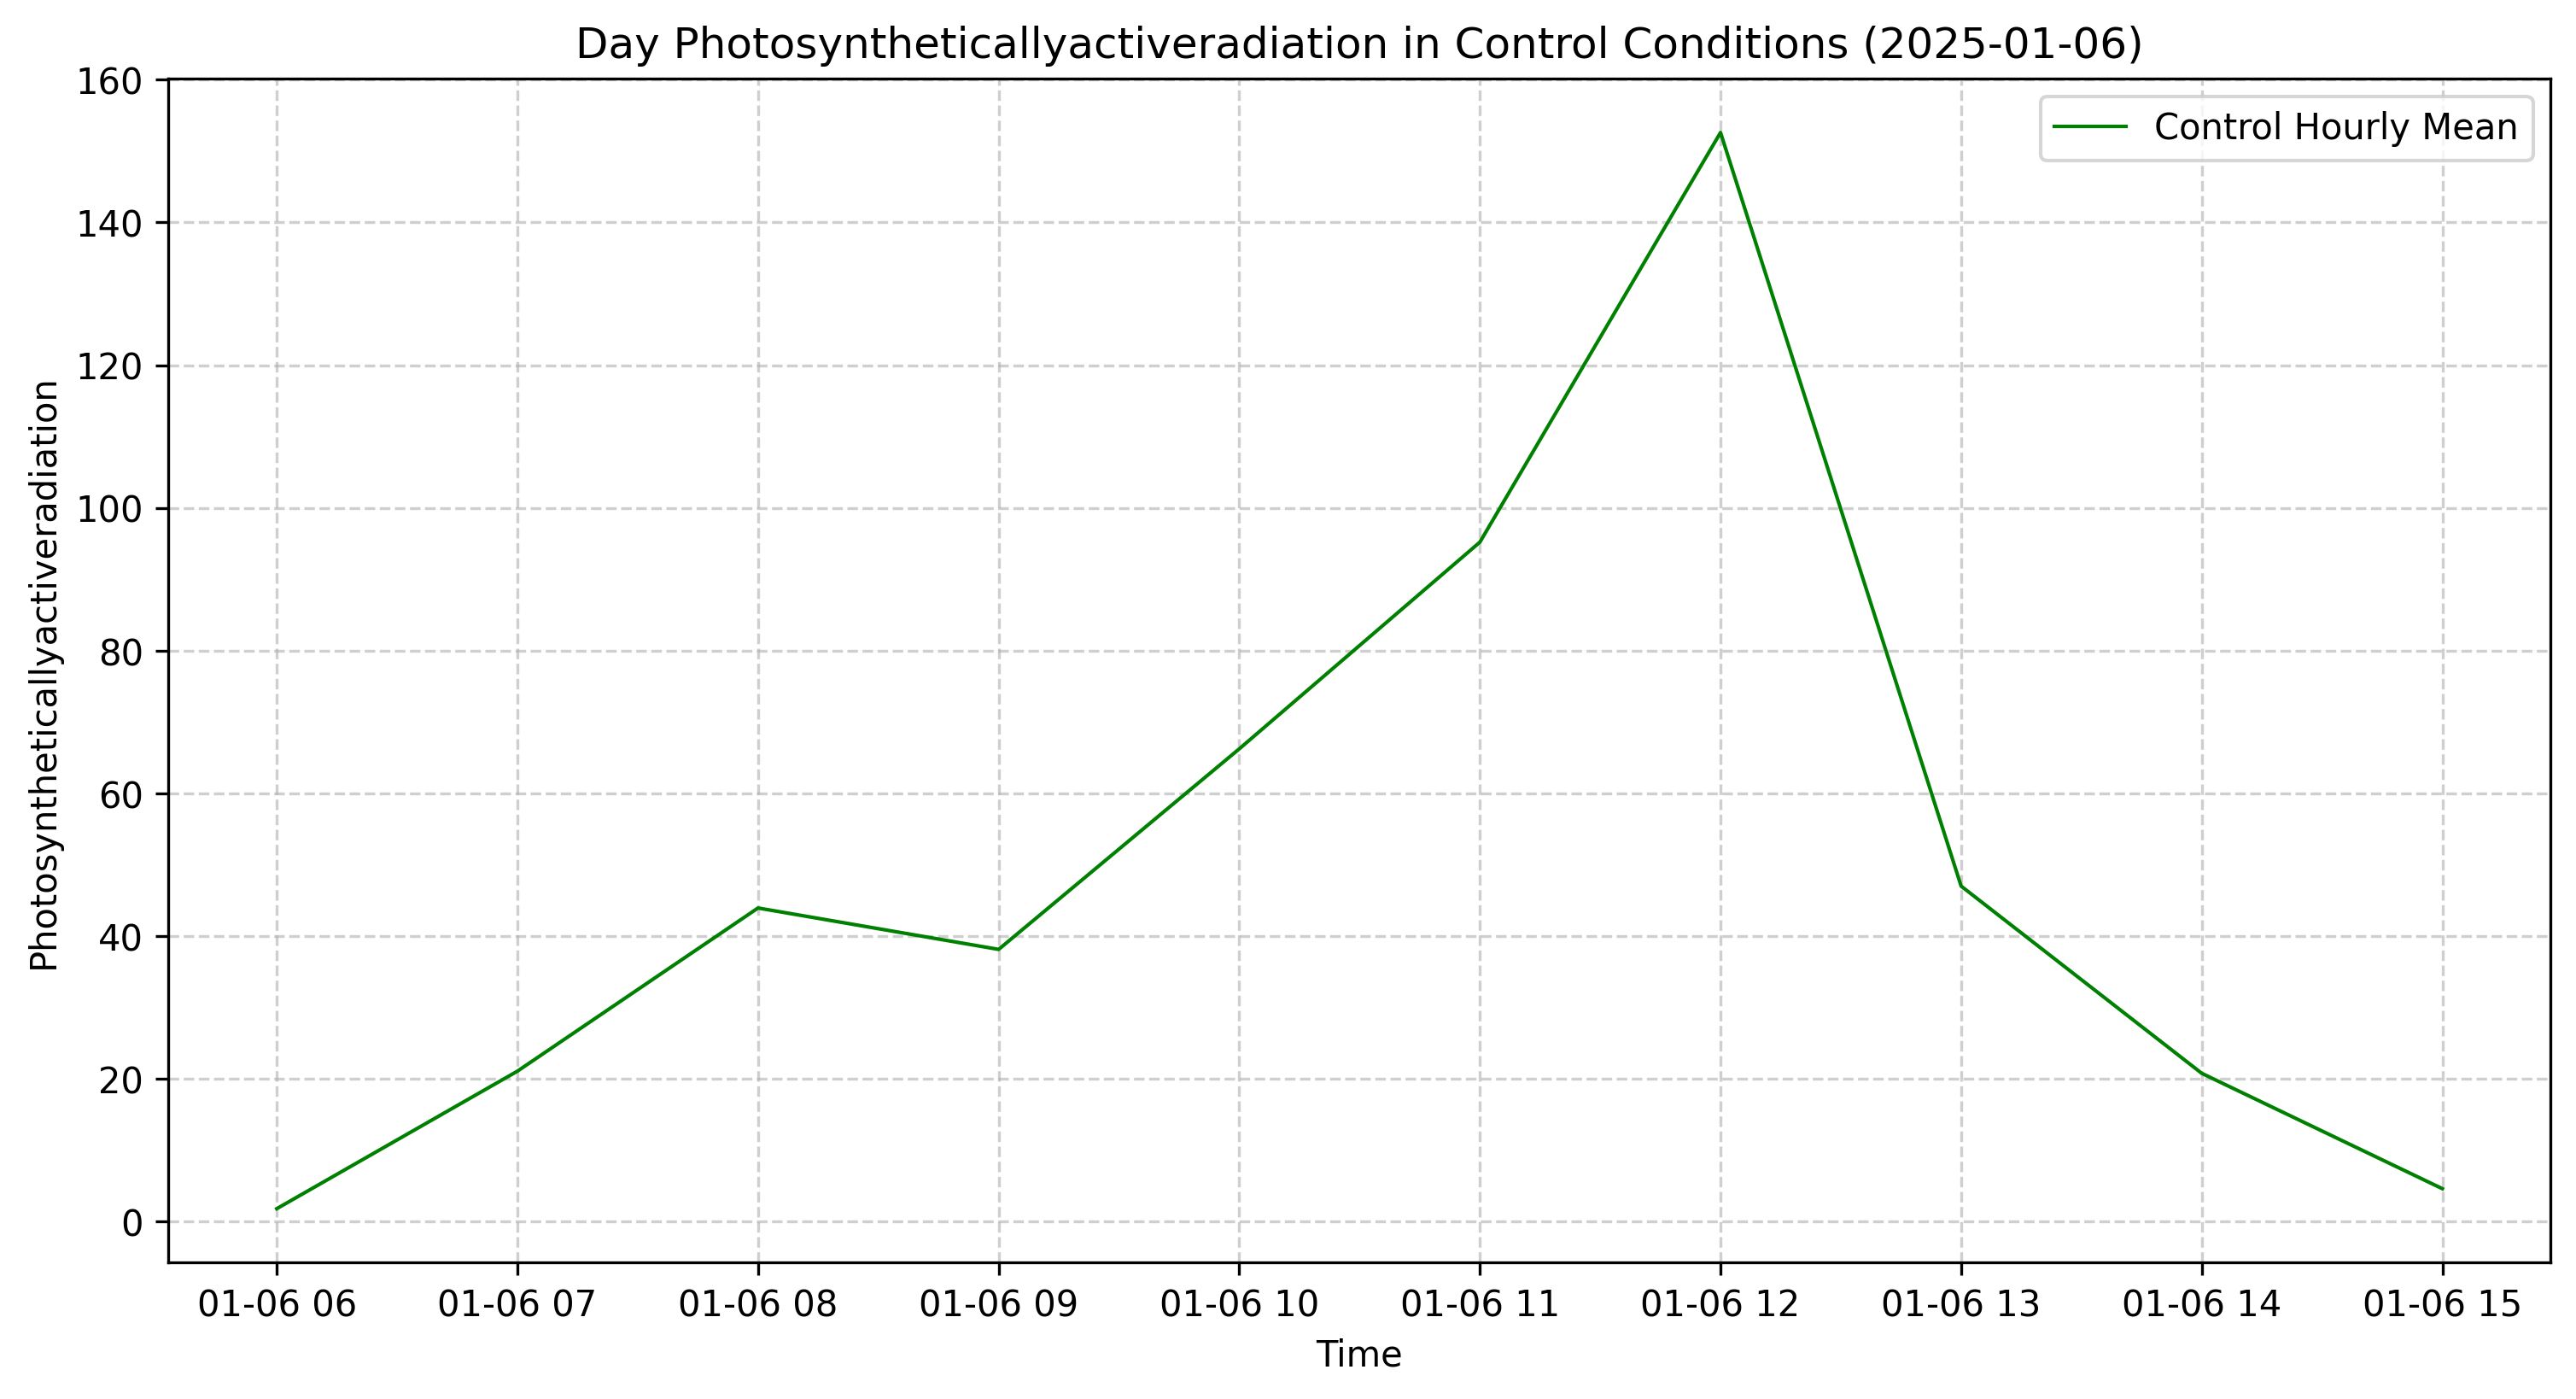 Day Photosyntheticallyactiveradiation in Control Conditions (2025-01-06)
Control Hourly Mean
Photosyntheticallyactiveradiation
160
140
120
100
80
60
40
20
0
01-06 06 01-06 07 01-06 08 01-06 09 01-06 10 01-06 11 01-06 12 01-06 13 01-06 14 01-06 15
Time